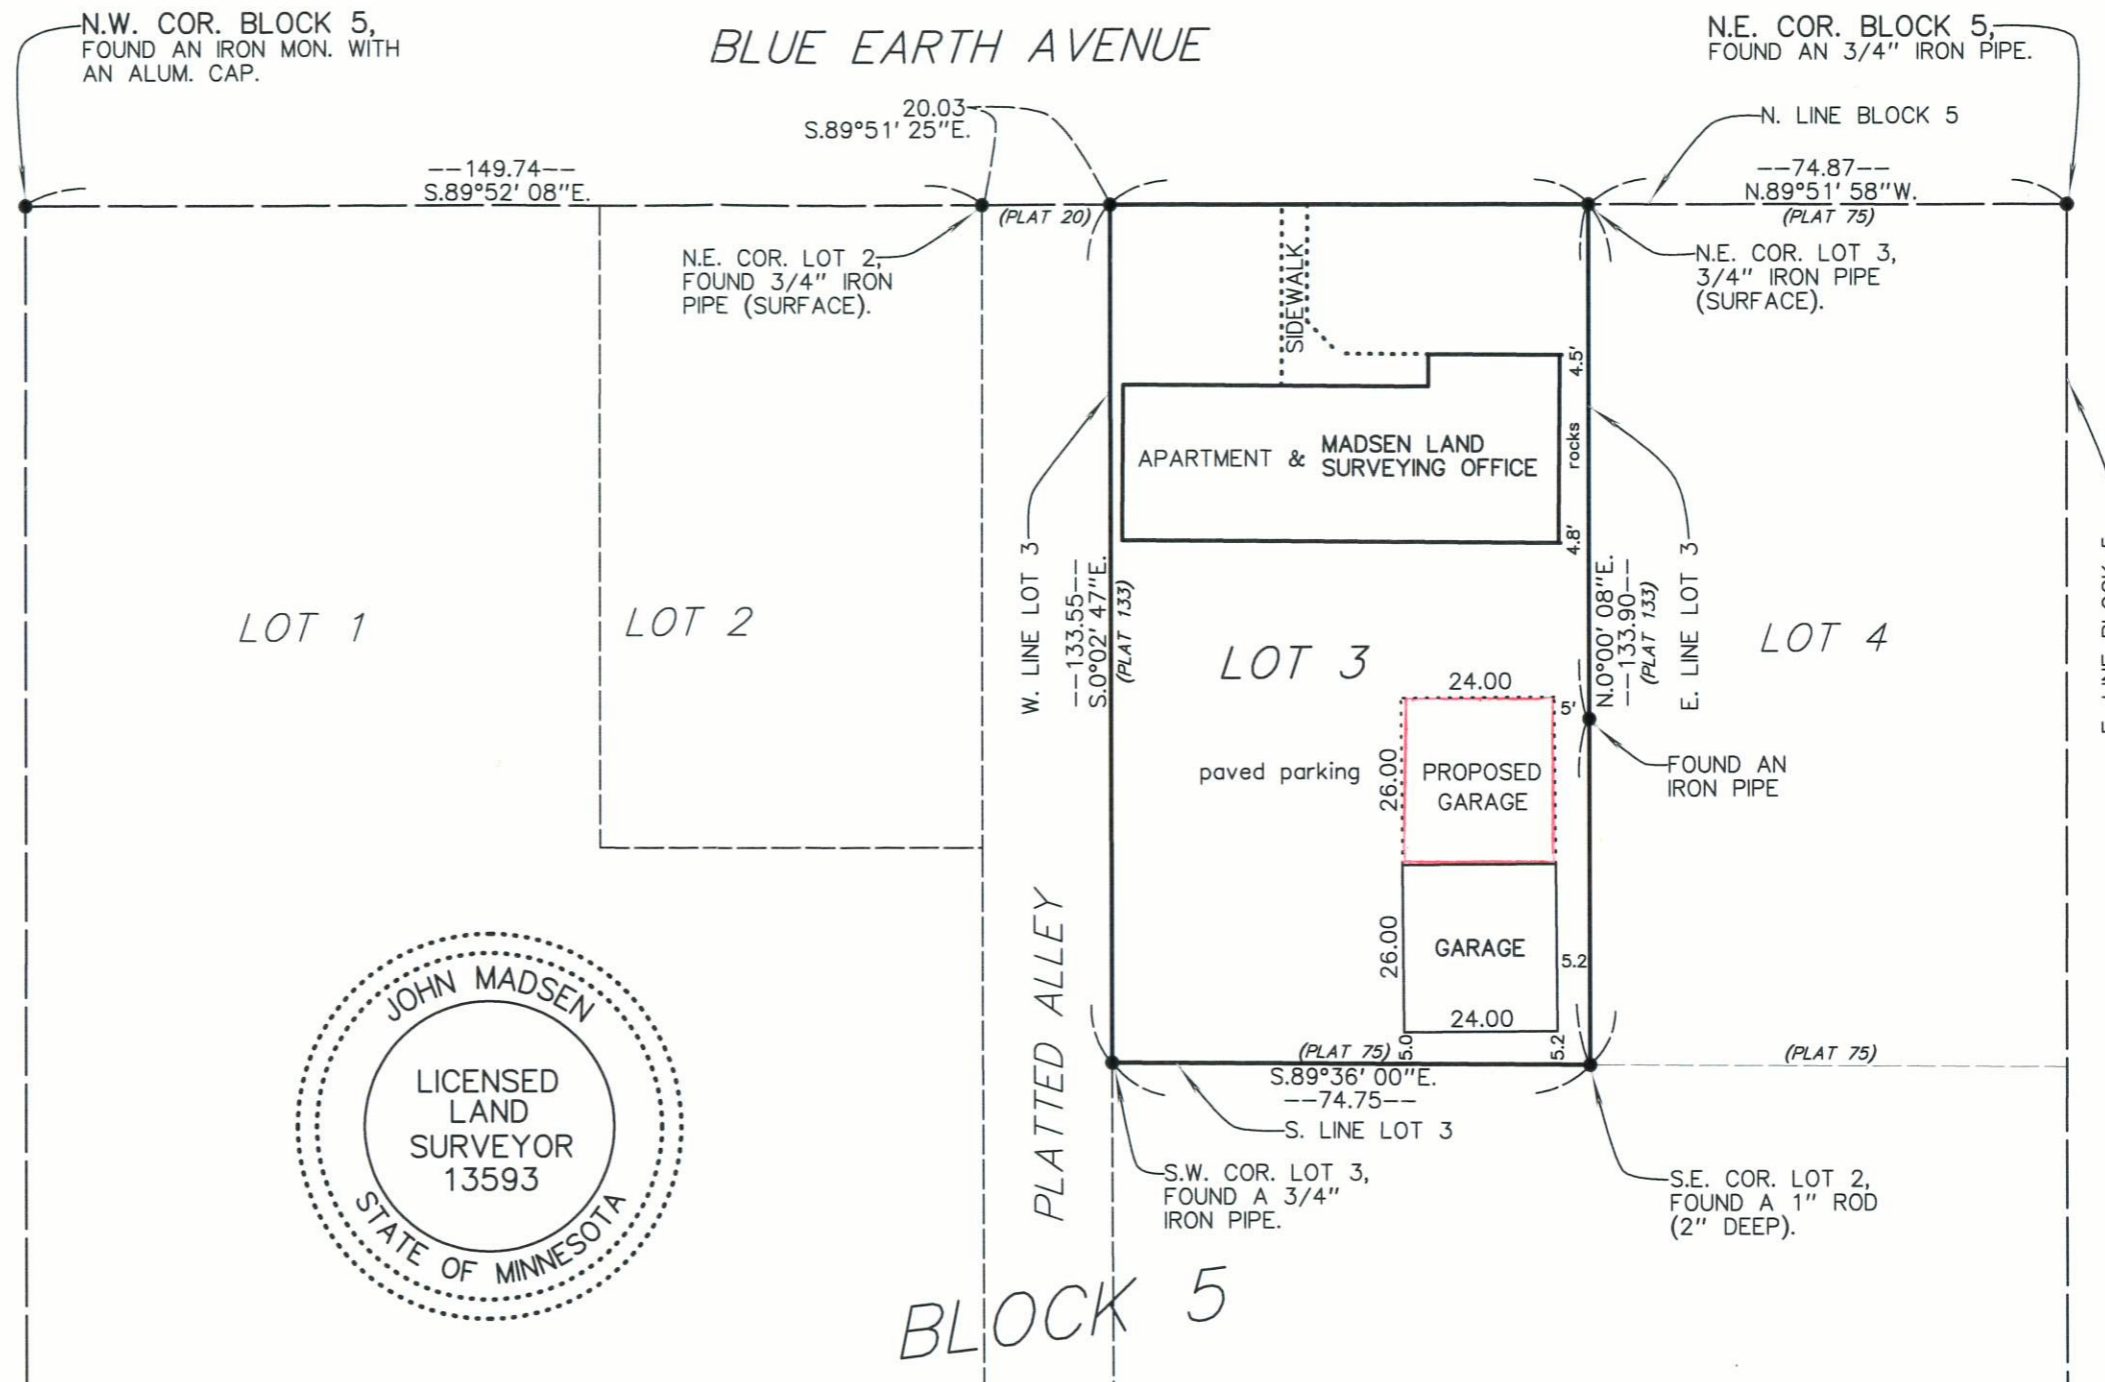 N.W. COR. BLOCK 5,
FOUND AN IRON MON. WITH
AN ALUM. CAP.
BLUE EARTH AVENUE
N.E. COR. BLOCK 5,
FOUND AN 3/4" IRON PIPE.
20.03
S.89°51' 25"E.
N. LINE BLOCK 5
--149.74--
S.89°52' 08"E.
(PLAT 20)
--74.87--
N.89°51' 58"W.
(PLAT 75)
N.E. COR. LOT 2,
FOUND 3/4" IRON
PIPE (SURFACE).
SIDEWALK
N.E. COR. LOT 3,
3/4" IRON PIPE
(SURFACE).
4.5'
rocks
4.8'
APARTMENT & MADSEN LAND
SURVEYING OFFICE
W. LINE LOT 3
--133.55--
S.0°02' 47"E.
(PLAT 133)
N.0°00' 08"E.
--133.90--
(PLAT 133)
E. LINE LOT 3
LOT 1
LOT 2
LOT 3
LOT 4
24.00
5'
26.00
PROPOSED
GARAGE
paved parking
FOUND AN
IRON PIPE
26.00
GARAGE
5.2
24.00
5.0
5.2
PLATTED ALLEY
(PLAT 75)
S.89°36' 00"E.
--74.75--
(PLAT 75)
S. LINE LOT 3
S.W. COR. LOT 3,
FOUND A 3/4"
IRON PIPE.
S.E. COR. LOT 2,
FOUND A 1" ROD
(2" DEEP).
JOHN MADSEN
LICENSED
LAND
SURVEYOR
13593
STATE OF MINNESOTA
BLOCK 5